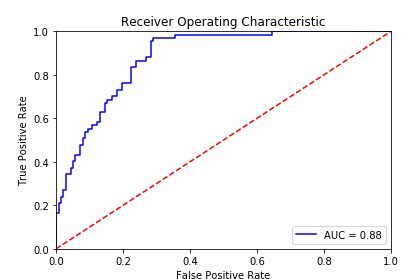 Receiver Operating Characteristic
True Positive Rate
1.0
0.8
0.6
0.4
0.2
0.0
AUC = 0.88
0.0 0.2 0.4 0.6 0.8 1.0
False Positive Rate